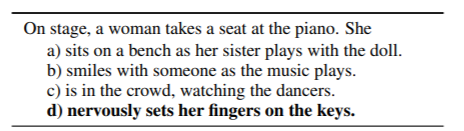 On stage, a woman takes a seat at the piano. She
a) sits on a bench as her sister plays with the doll.
b) smiles with someone as the music plays.
c) is in the crowd, watching the dancers.
d) nervously sets her fingers on the keys.